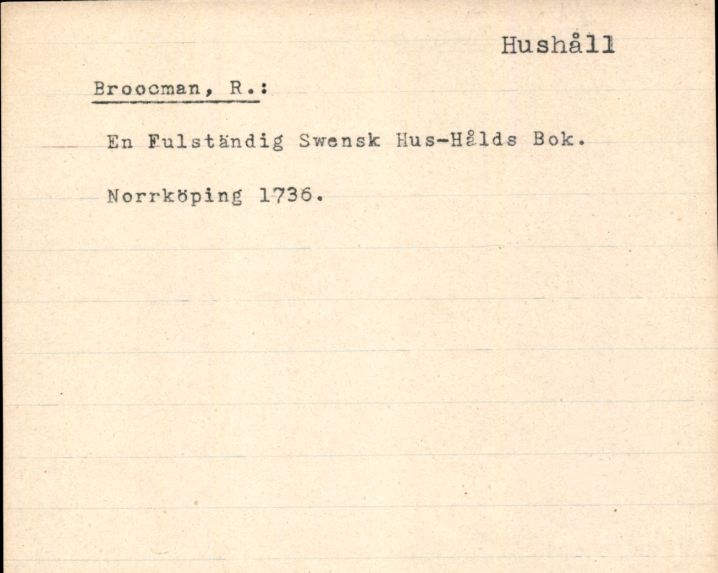 Hushåll
Broocman, R.:
En Fulständig Swensk Hus-Hålds Bok.
Norrköping 1736.